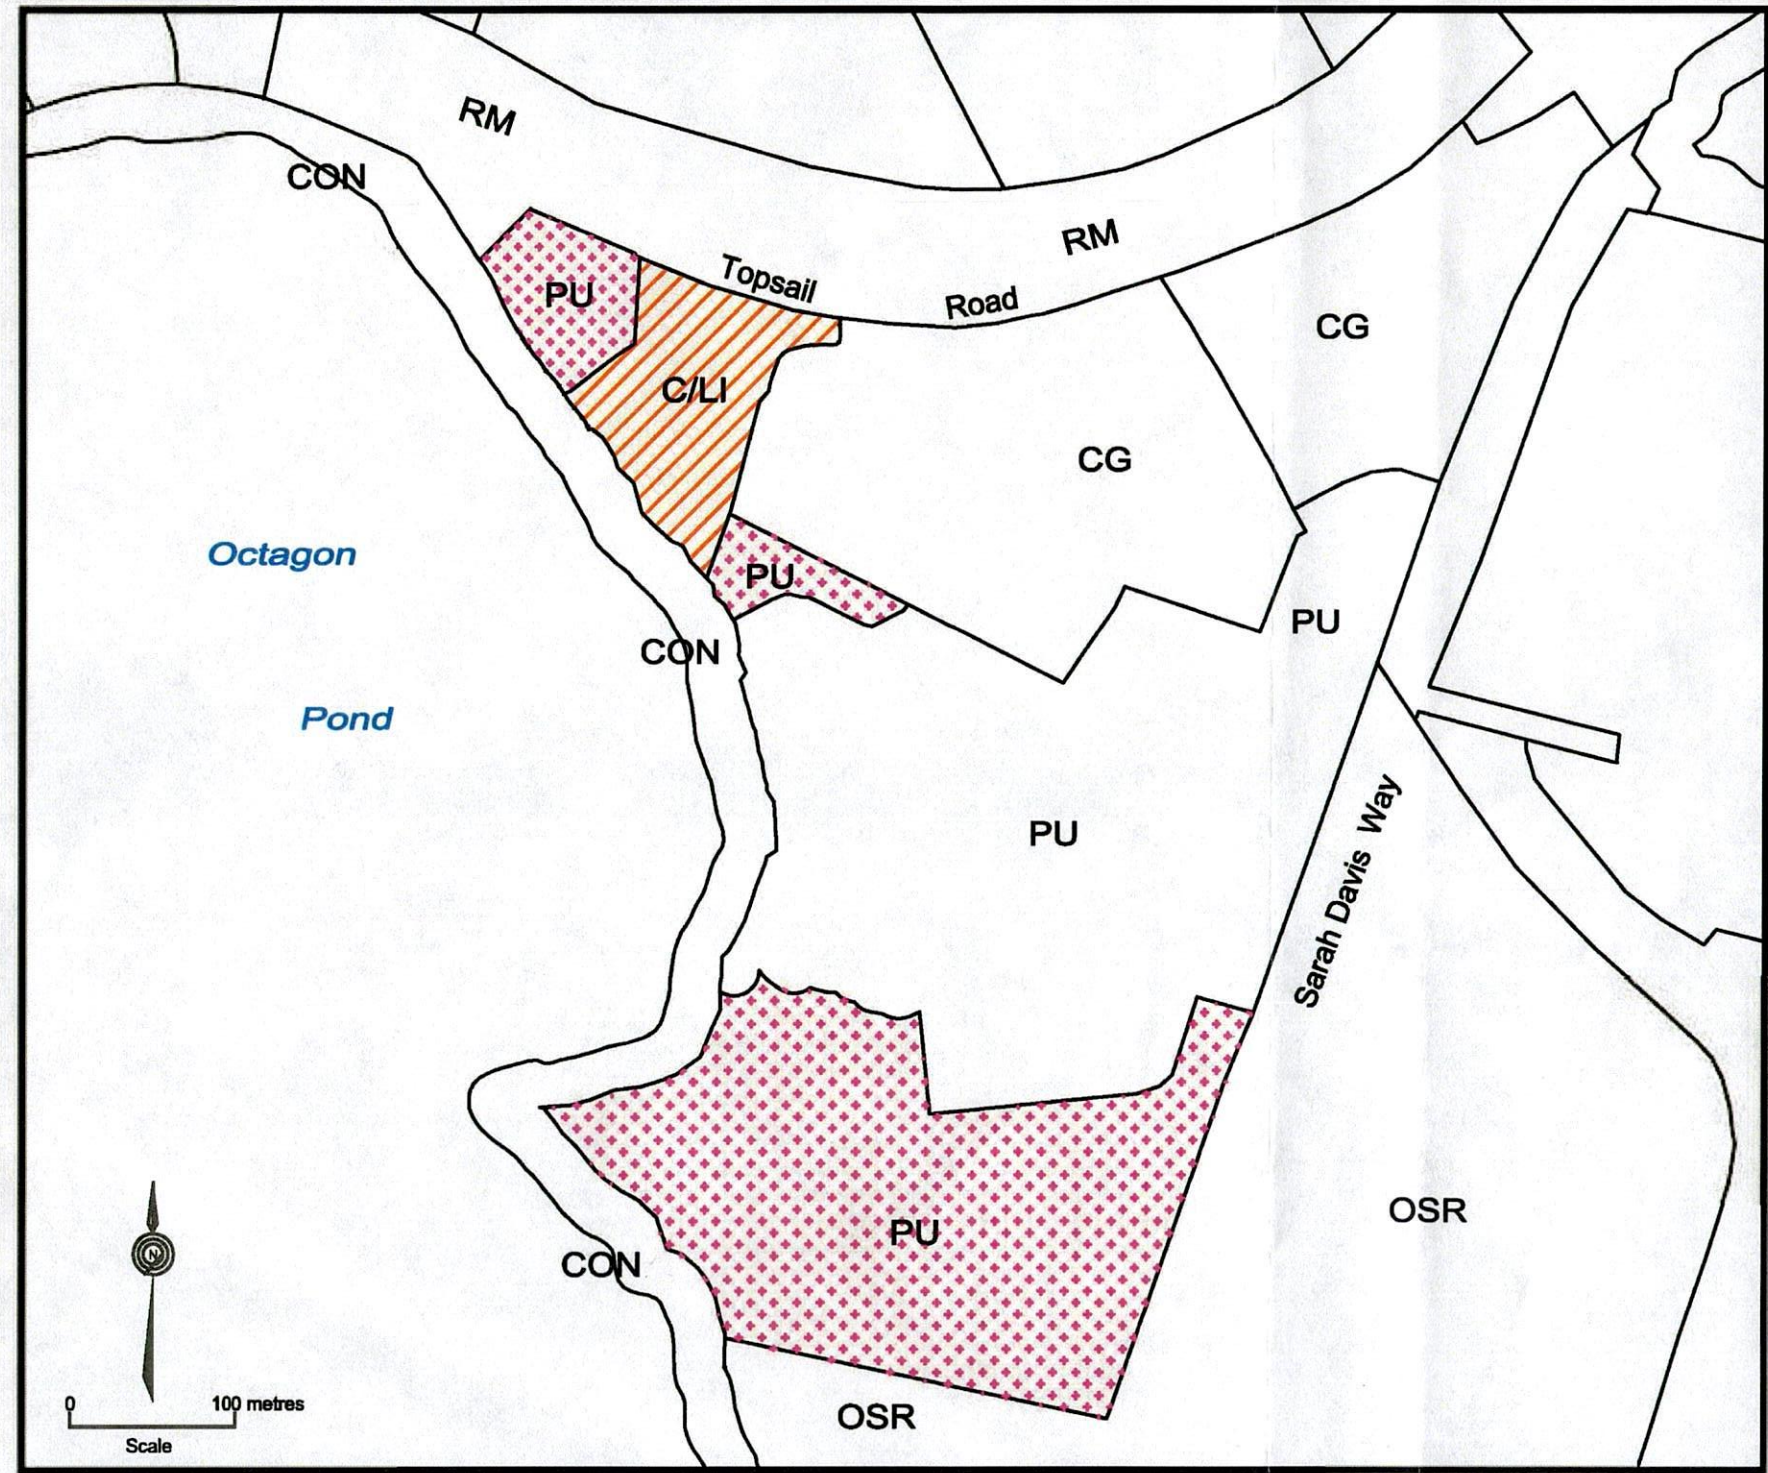 RM
CON
RM
Topsail
Road
PU
CG
C/LI
CG
Octagon
PU
PU
CON
Pond
PU
Sarah Davis Way
OSR
PU
CON
N
0 100 metres
Scale
OSR